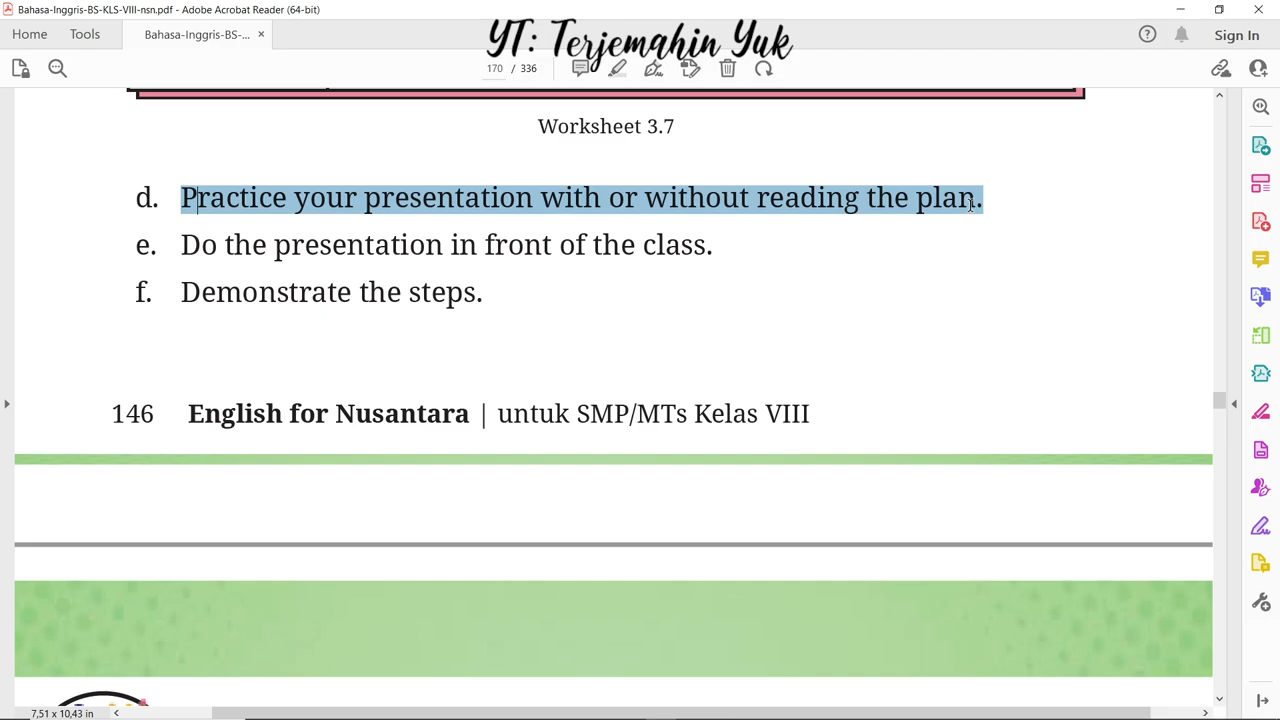 Bahasa-Inggris-BS-KLS-VIII-nsn.pdf - Adobe Acrobat Reader (64-bit)
Home Tools Bahasa-Inggris-BS-... × Sign In
YT: Terjemahin Yuk
170 / 336
Worksheet 3.7
d. Practice your presentation with or without reading the plan.
e. Do the presentation in front of the class.
f. Demonstrate the steps.
146 English for Nusantara | untuk SMP/MTs Kelas VIII
7,51 x 10,43 in